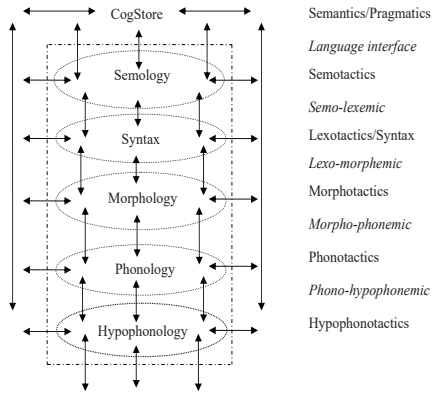 CogStore Semantics/Pragmatics
Language interface
Semology Semotactics
Semo-lexemic
Syntax Lexotactics/Syntax
Lexo-morphemic
Morphology Morphotactics
Morpho-phonemic
Phonology Phonotactics
Phono-hypophonemic
Hypophonology Hypophonotactics